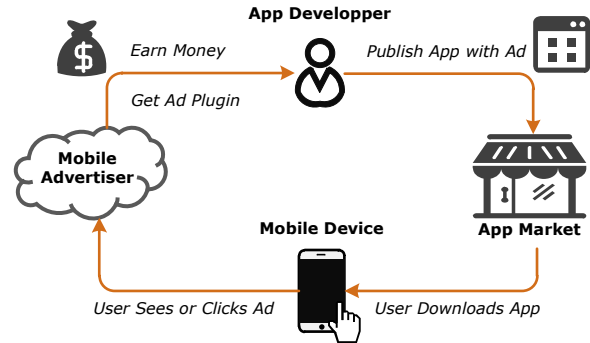 App Developper
Earn Money
Publish App with Ad
$
Get Ad Plugin
Mobile
Advertiser
App Market
Mobile Device
User Sees or Clicks Ad
User Downloads App